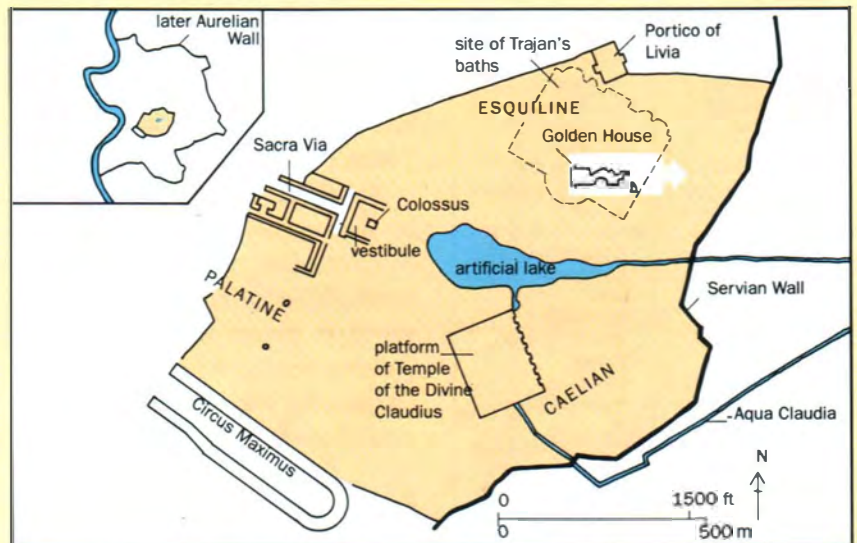 later Aurelian
Wall
site of Trajan's
baths
Portico of
Livia
ESQUILINE
Golden House
Sacra Via
Colossus
vestibule
artificial lake
PALATINE
Servian Wall
platform
of Temple
of the Divine
Claudius
CAELIAN
Circus Maximus
Aqua Claudia
N
0 1500 ft
0 500 m